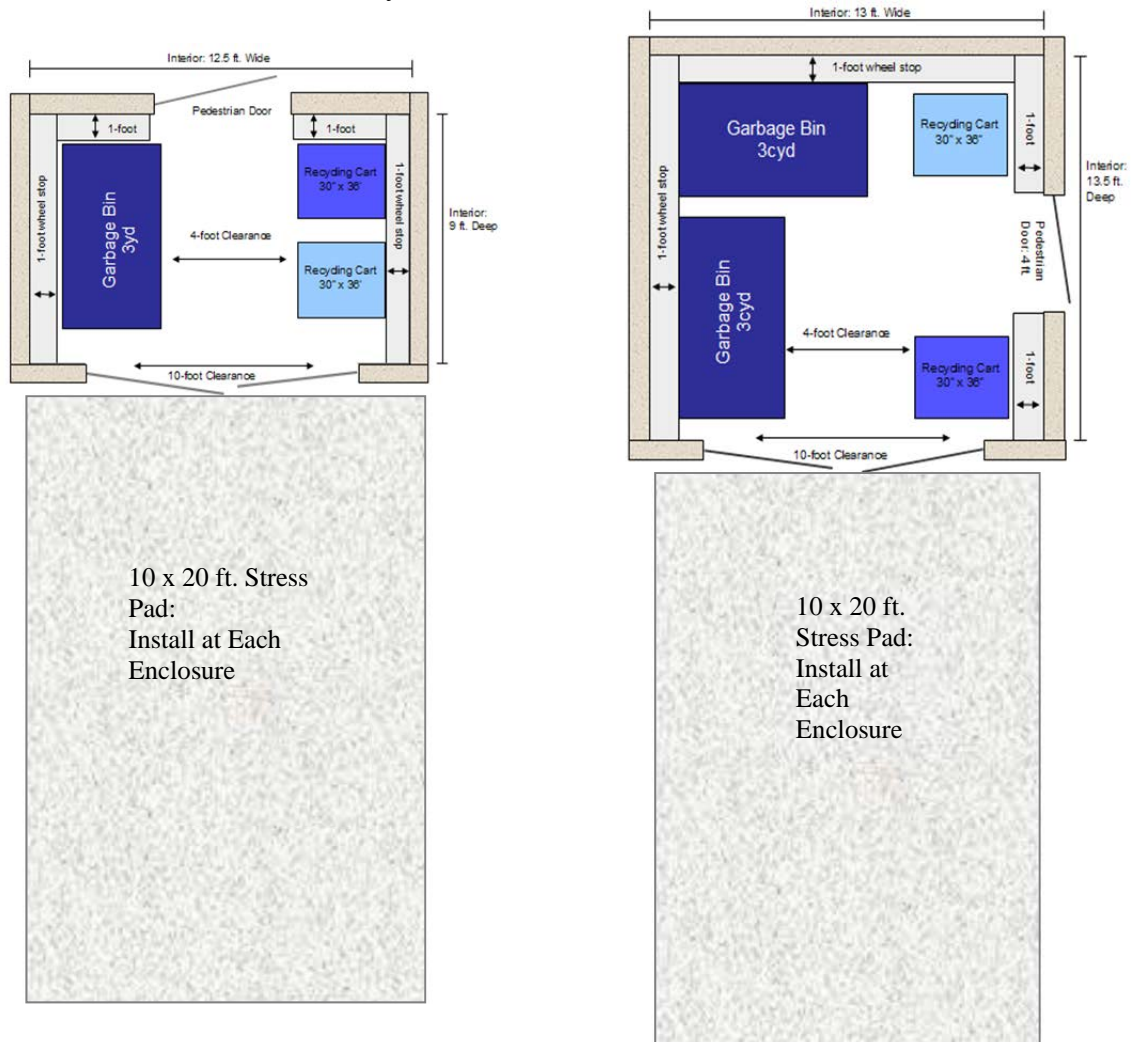 Interior: 12.5 ft. Wide
Pedestrian Door
1-foot
1-foot
1-foot wheel stop
Garbage Bin
3yd
4-foot Clearance
Recycling Cart
30" x 36'
Recycling Cart
30" x 36'
1-foot wheel stop
Interior:
9 ft. Deep
10-foot Clearance
10 x 20 ft. Stress
Pad:
Install at Each
Enclosure
Interior: 13 ft. Wide
1-foot wheel stop
Garbage Bin
3cyd
Recycling Cart
30" x 36"
1-foot
1-foot wheel stop
Interior:
13.5 ft.
Deep
Pedestrian
Door: 4 ft.
Garbage Bin
3cyd
4-foot Clearance
Recycling Cart
30" x 36"
1-foot
10-foot Clearance
10 x 20 ft.
Stress Pad:
Install at
Each
Enclosure